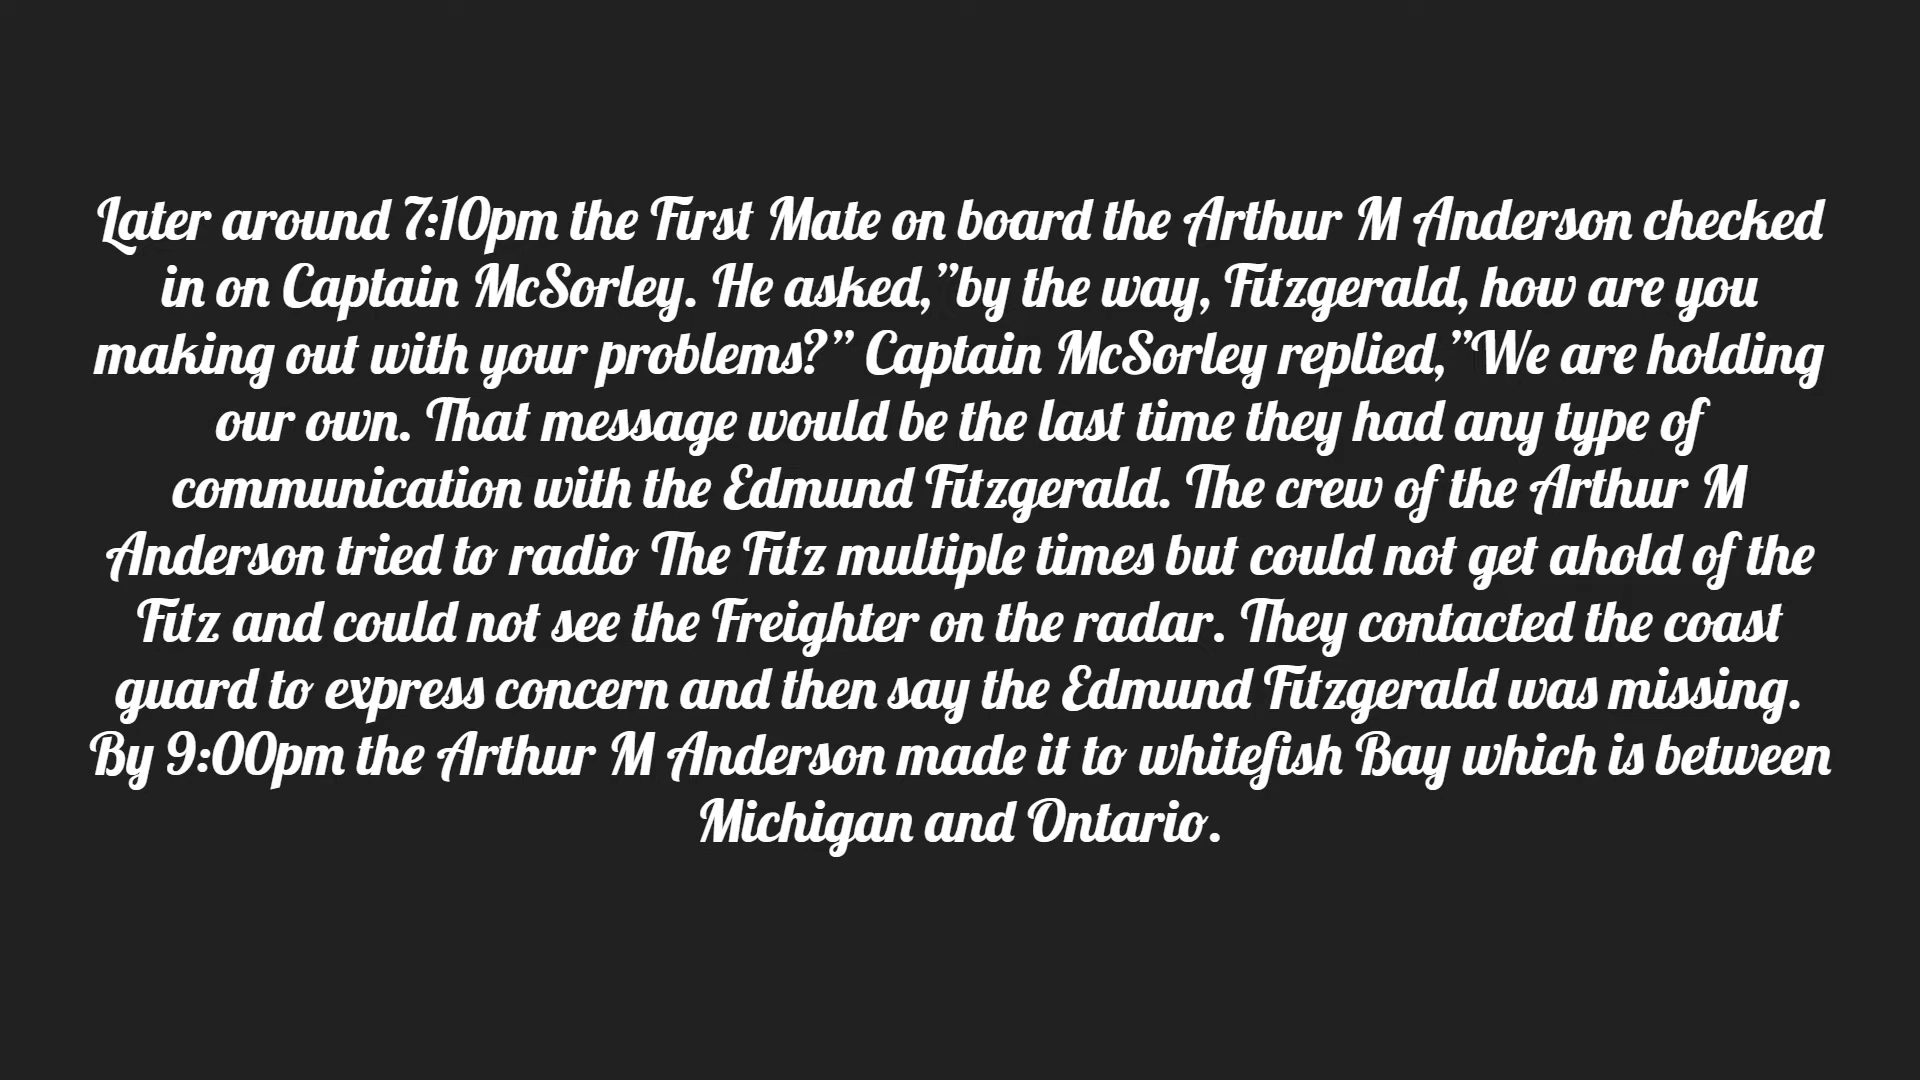 Later around 7:10pm the First Mate on board the Arthur M Anderson checked
in on Captain McSorley. He asked,”by the way, Fitzgerald, how are you
making out with your problems?” Captain McSorley replied,”We are holding
our own. That message would be the last time they had any type of
communication with the Edmund Fitzgerald. The crew of the Arthur M
Anderson tried to radio The Fitz multiple times but could not get ahold of the
Fitz and could not see the Freighter on the radar. They contacted the coast
guard to express concern and then say the Edmund Fitzgerald was missing.
By 9:00pm the Arthur M Anderson made it to whitefish Bay which is between
Michigan and Ontario.